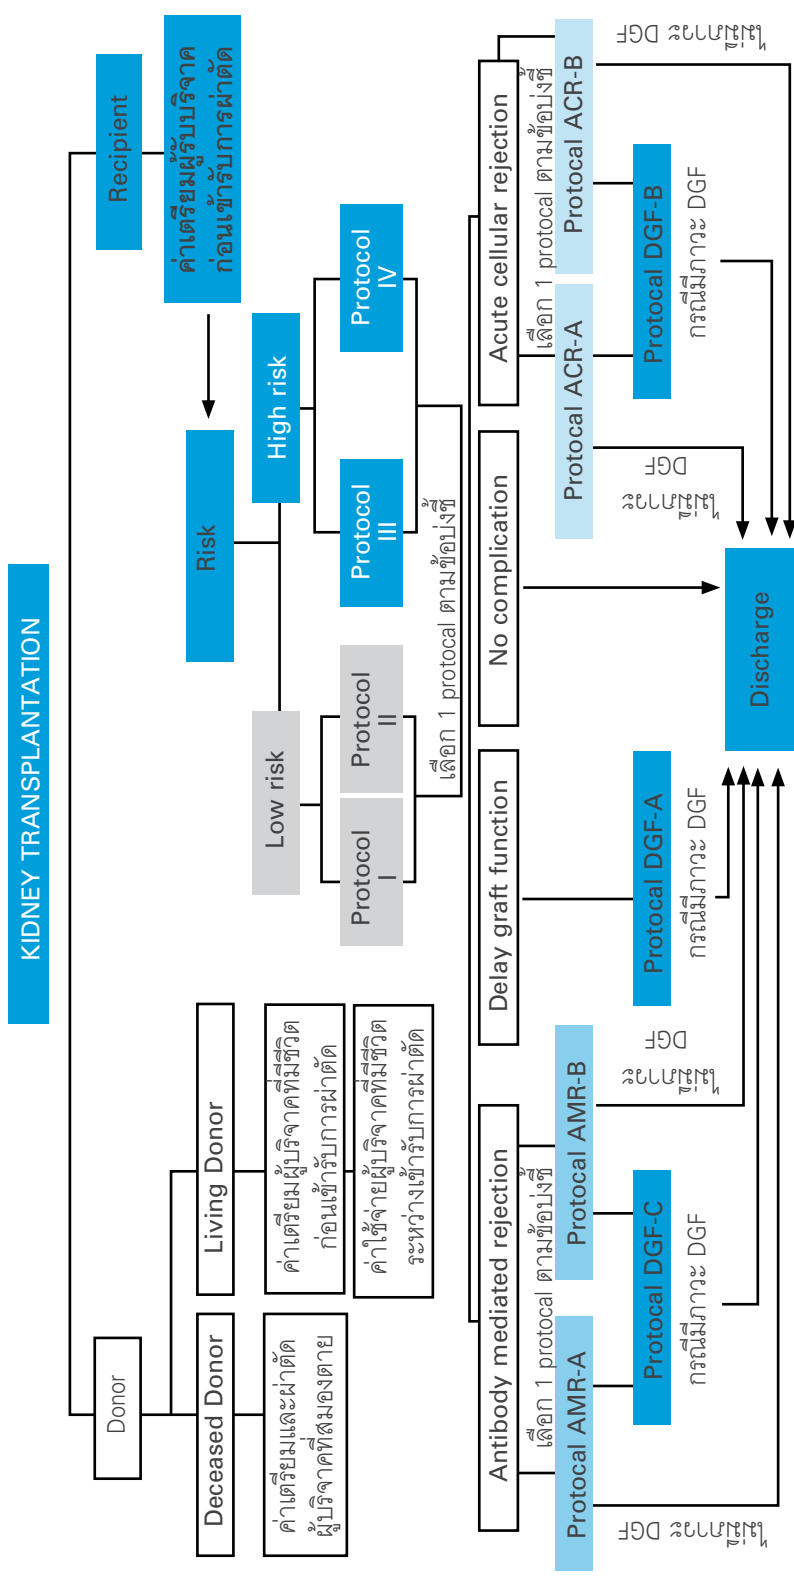 KIDNEY TRANSPLANTATION
Donor
Recipient
Deceased Donor
Living Donor
ค่าเตรียมผู้รับบริจาค
ก่อนเข้ารับการผ่าตัด
ค่าเตรียมและผ่าตัด
ผู้บริจาคที่สมองตาย
ค่าเตรียมผู้บริจาคที่มีชีวิต
ก่อนเข้ารับการผ่าตัด
ค่าใช้จ่ายผู้บริจาคที่มีชีวิต
ระหว่างเข้ารับการผ่าตัด
Risk
Low risk
High risk
Protocol
I
Protocol
II
Protocol
III
Protocol
IV
เลือก 1 protocal ตามข้อบ่งชี้
Antibody mediated rejection
Delay graft function
No complication
Acute cellular rejection
เลือก 1 protocal ตามข้อบ่งชี้
เลือก 1 protocal ตามข้อบ่งชี้
Protocal AMR-A
Protocal AMR-B
Protocal ACR-A
Protocal ACR-B
Protocal DGF-C
Protocal DGF-A
Protocal DGF-B
กรณีมีภาวะ DGF
กรณีมีภาวะ DGF
กรณีมีภาวะ DGF
ไม่มีภาวะ DGF
ไม่มีภาวะ
DGF
ไม่มีภาวะ
DGF
ไม่มีภาวะ DGF
Discharge